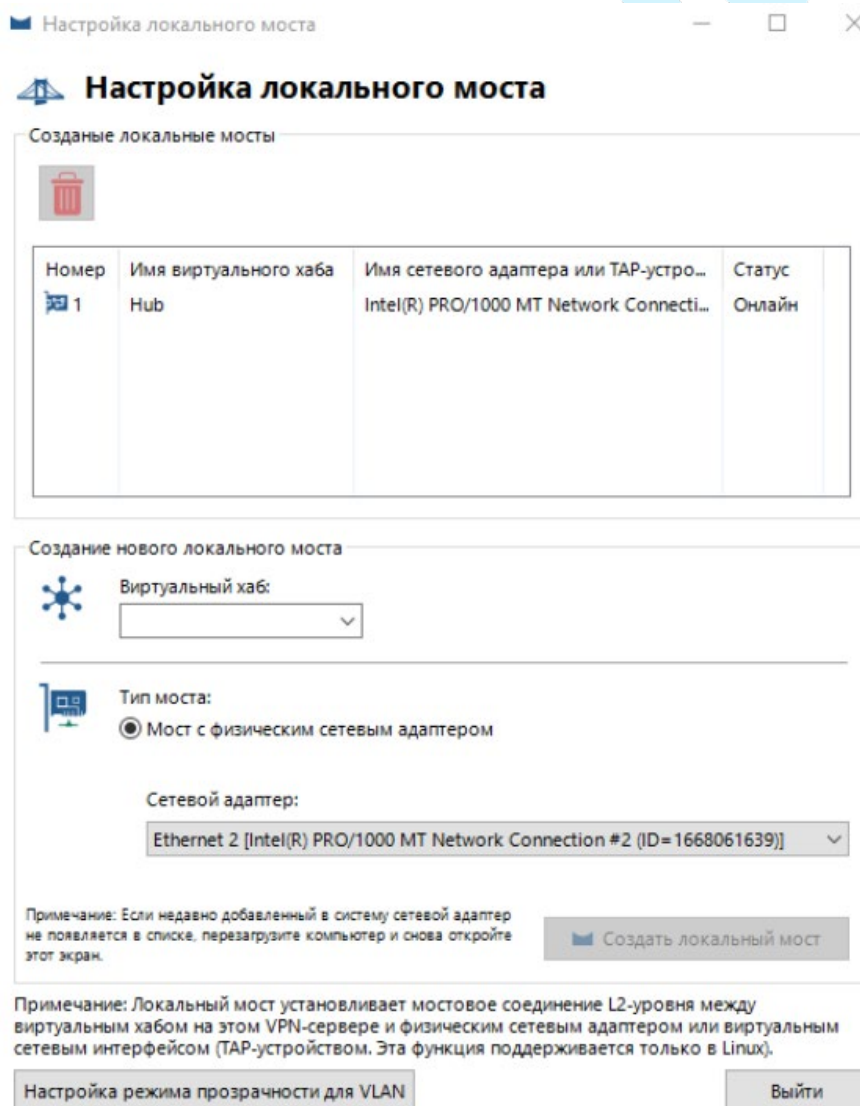 Настройка локального моста
Настройка локального моста
Созданые локальные мосты
Номер Имя виртуального хаба Имя сетевого адаптера или TAP-устро... Статус
1 Hub Intel(R) PRO/1000 MT Network Connecti... Онлайн
Создание нового локального моста
Виртуальный хаб:
Тип моста:
Мост с физическим сетевым адаптером
Сетевой адаптер:
Ethernet 2 [Intel(R) PRO/1000 MT Network Connection #2 (ID=1668061639)]
Примечание: Если недавно добавленный в систему сетевой адаптер
не появляется в списке, перезагрузите компьютер и снова откройте
этот экран.
Создать локальный мост
Примечание: Локальный мост установливает мостовое соединение L2-уровня между
виртуальным хабом на этом VPN-сервере и физическим сетевым адаптером или виртуальным
сетевым интерфейсом (TAP-устройством. Эта функция поддерживается только в Linux).
Настройка режима прозрачности для VLAN
Выйти